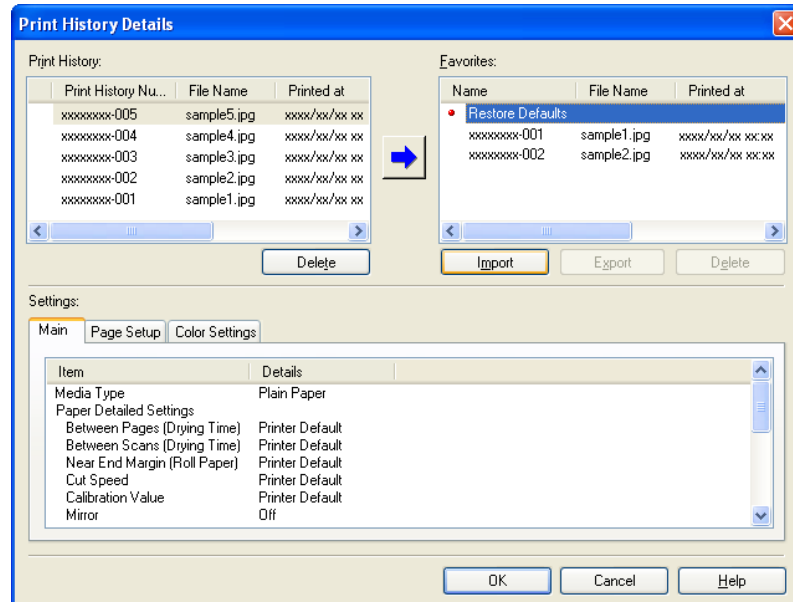 Print History Details
Print History:
Favorites:
Print History Nu... File Name Printed at
xxxxxxxx-005 sample5.jpg xxxx/xx/xx xx
xxxxxxxx-004 sample4.jpg xxxx/xx/xx xx
xxxxxxxx-003 sample3.jpg xxxx/xx/xx xx
xxxxxxxx-002 sample2.jpg xxxx/xx/xx xx
xxxxxxxx-001 sample1.jpg xxxx/xx/xx xx
Delete
Name File Name Printed at
Restore Defaults
xxxxxxxx-001 sample1.jpg xxxx/xx/xx xx:xx
xxxxxxxx-002 sample2.jpg xxxx/xx/xx xx:xx
Import Export Delete
Settings:
Main Page Setup Color Settings
Item Details
Media Type Plain Paper
Paper Detailed Settings
Between Pages (Drying Time) Printer Default
Between Scans (Drying Time) Printer Default
Near End Margin (Roll Paper) Printer Default
Cut Speed Printer Default
Calibration Value Printer Default
Mirror Off
OK Cancel Help